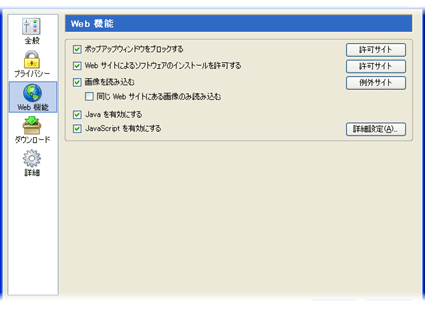 Web 機能
全般
プライバシー
Web 機能
ダウンロード
詳細
ポップアップウィンドウをブロックする
許可サイト
Web サイトによるソフトウェアのインストールを許可する
許可サイト
画像を読み込む
例外サイト
同じ Web サイトにある画像のみ読み込む
Java を有効にする
JavaScript を有効にする
詳細設定(A)...